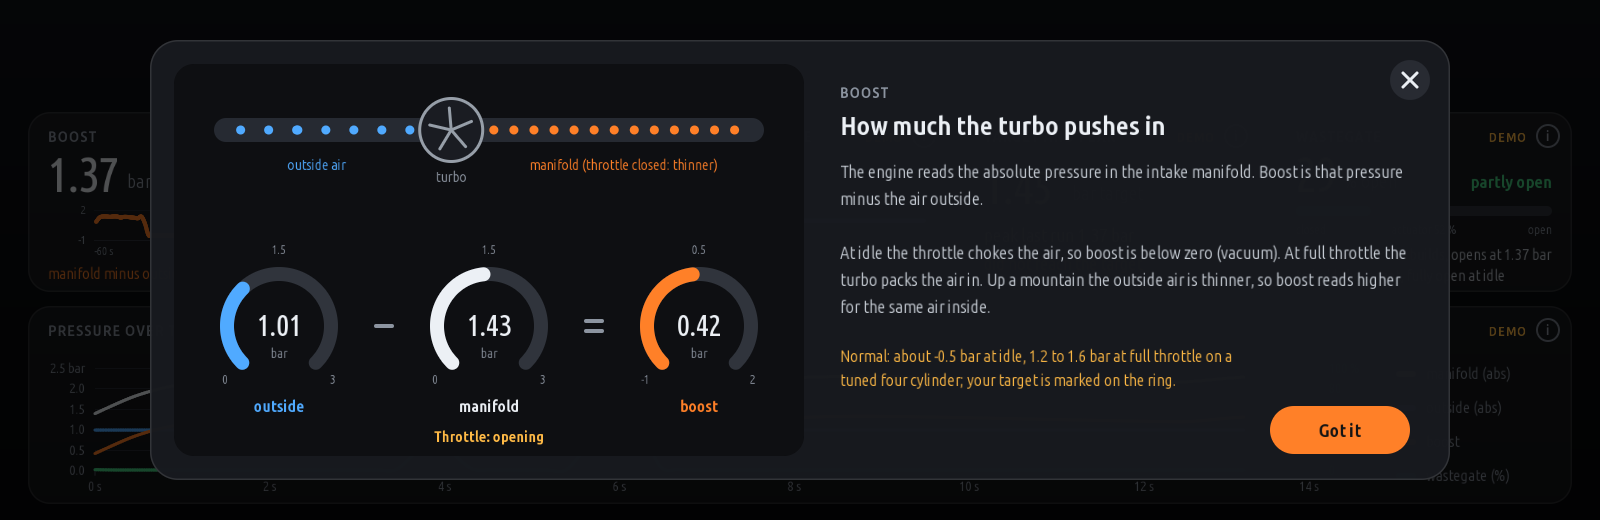 BOOST
How much the turbo pushes in
The engine reads the absolute pressure in the intake manifold. Boost is that pressure
minus the air outside.
At idle the throttle chokes the air, so boost is below zero (vacuum). At full throttle the
turbo packs the air in. Up a mountain the outside air is thinner, so boost reads higher
for the same air inside.
Normal: about -0.5 bar at idle, 1.2 to 1.6 bar at full throttle on a
tuned four cylinder; your target is marked on the ring.
Got it
outside air
manifold (throttle closed: thinner)
turbo
1.5
1.5
0.5
1.01
bar
0
3
outside
−
1.43
bar
0
3
manifold
=
0.42
bar
-1
2
boost
Throttle: opening
BOOST
1.37 bar
2
-1
-60 s
manifold minus o
DEMO i
partly open
%
open
opens at 1.37 bar
en at idle
PRESSURE OVE
DEMO i
2.5 bar
2.0
1.5
1.0
0.5
0.0
0 s
2 s
4 s
6 s
8 s
10 s
12 s
14 s
ifold (abs)
side (abs)
st
astegate (%)